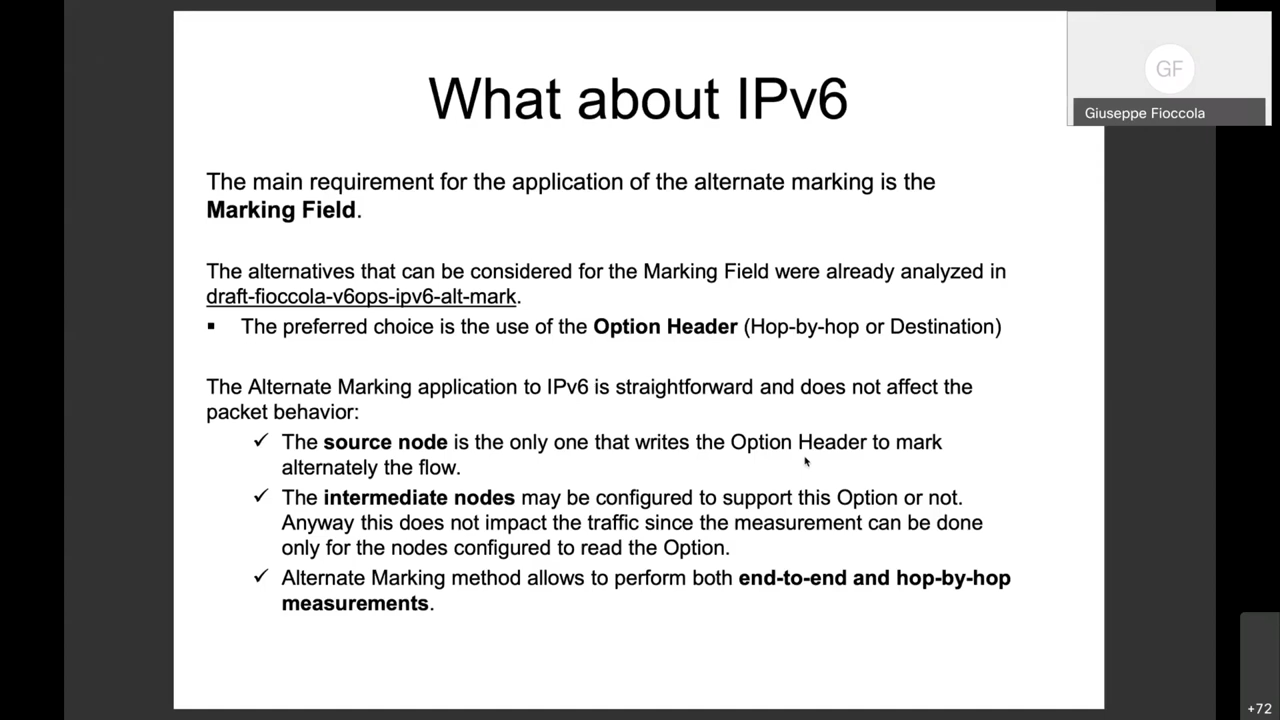 What about IPv6
GF
Giuseppe Fioccola
The main requirement for the application of the alternate marking is the
Marking Field.
The alternatives that can be considered for the Marking Field were already analyzed in
draft-fioccola-v6ops-ipv6-alt-mark.
▪ The preferred choice is the use of the Option Header (Hop-by-hop or Destination)
The Alternate Marking application to IPv6 is straightforward and does not affect the
packet behavior:
✓ The source node is the only one that writes the Option Header to mark
alternately the flow.
✓ The intermediate nodes may be configured to support this Option or not.
Anyway this does not impact the traffic since the measurement can be done
only for the nodes configured to read the Option.
✓ Alternate Marking method allows to perform both end-to-end and hop-by-hop
measurements.
+72